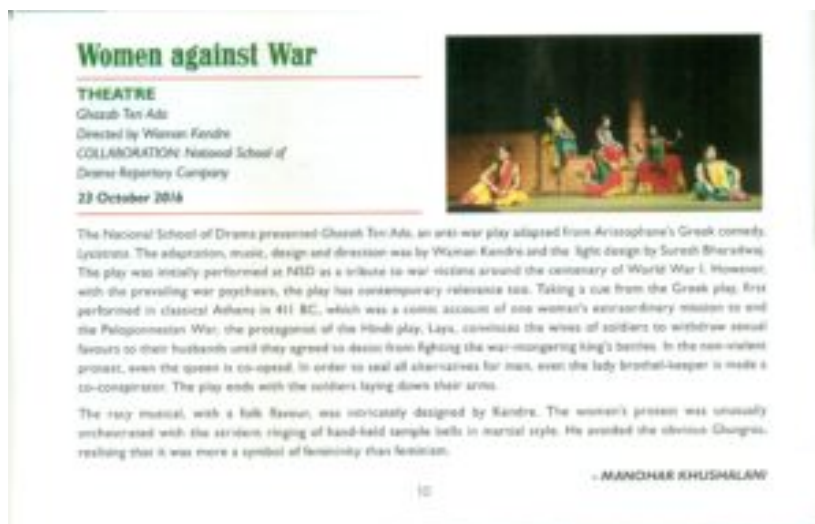 Women against War
THEATRE
Ghazab Teri Ada
Directed by Waman Kendre
COLLABORATION: National School of
Drama Repertory Company
23 October 2016
The National School of Drama presented Ghazab Teri Ada, an anti war play adapted from Aristophane's Greek comedy,
Lysistrata. The adaptation, music, design and direction was by Waman Kendre and the light design by Suresh Bharadwaj.
The play was initially performed at NSD as a tribute to war victims around the centenary of World War I. However,
with the prevailing war psychosis, the play has contemporary relevance too. Taking a cue from the Greek play, first
performed in classical Athens in 411 BC, which was a comic account of one woman's extraordinary mission to end
the Peloponnesian War, the protagonist of the Hindi play, Laya, convinces the wives of soldiers to withdraw sexual
favours to their husbands until they agreed to desist from fighting the war-mongering king's battles. In the non-violent
protest, even the queen is co-opted. In order to seal all alternatives for men, even the lady brothel-keeper is made a
co-conspirator. The play ends with the soldiers laying down their arms.
The racy musical, with a folk flavour, was intricately designed by Kendre. The women's protest was unusually
orchestrated with the strident ringing of hand-held temple bells in martial style. He avoided the obvious Ghungroo,
realising that it was more a symbol of femininity than feminism.
- MANOHAR KHUSHALANI
10